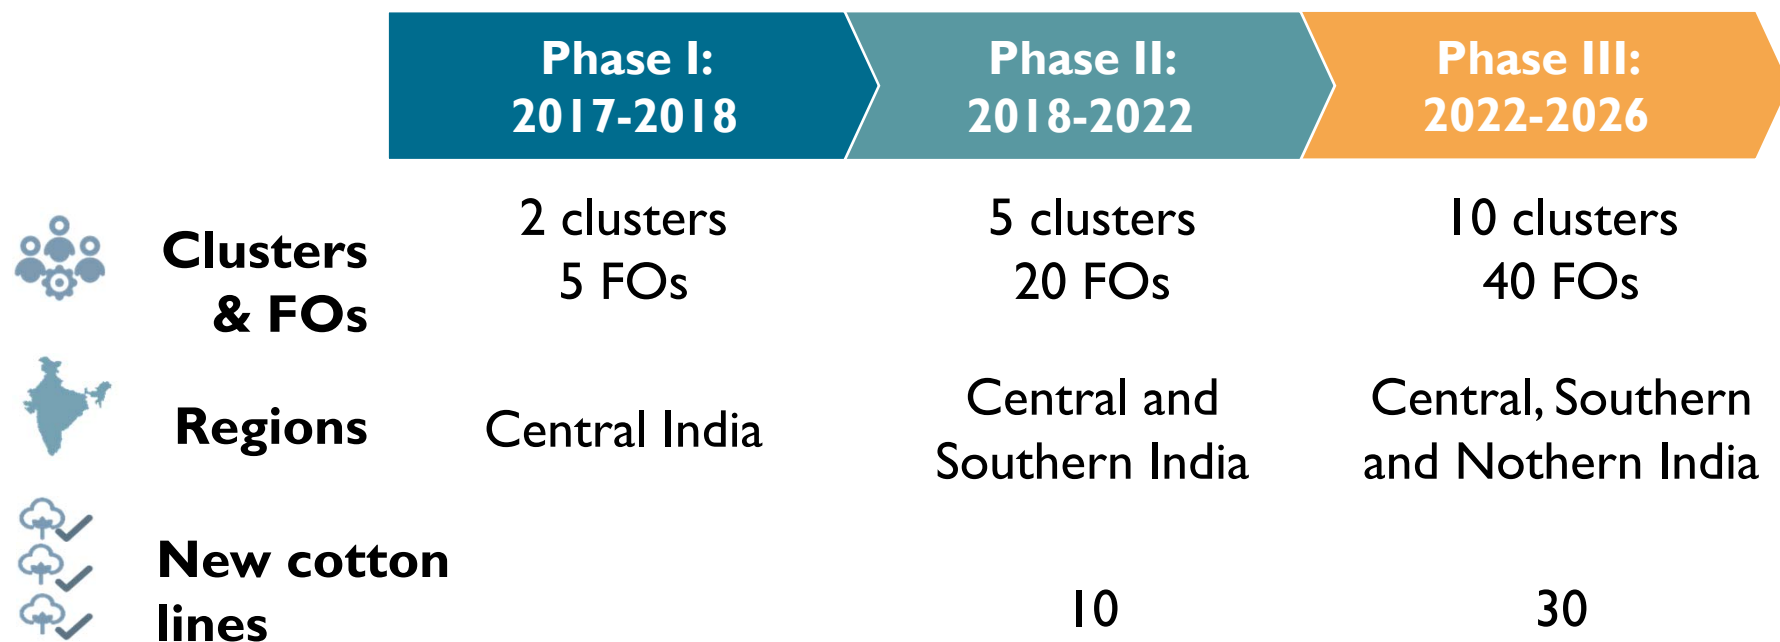 Phase I:
2017-2018
Phase II:
2018-2022
Phase III:
2022-2026
Clusters
& FOs
2 clusters
5 FOs
5 clusters
20 FOs
10 clusters
40 FOs
Regions
Central India
Central and
Southern India
Central, Southern
and Nothern India
New cotton
lines
10
30